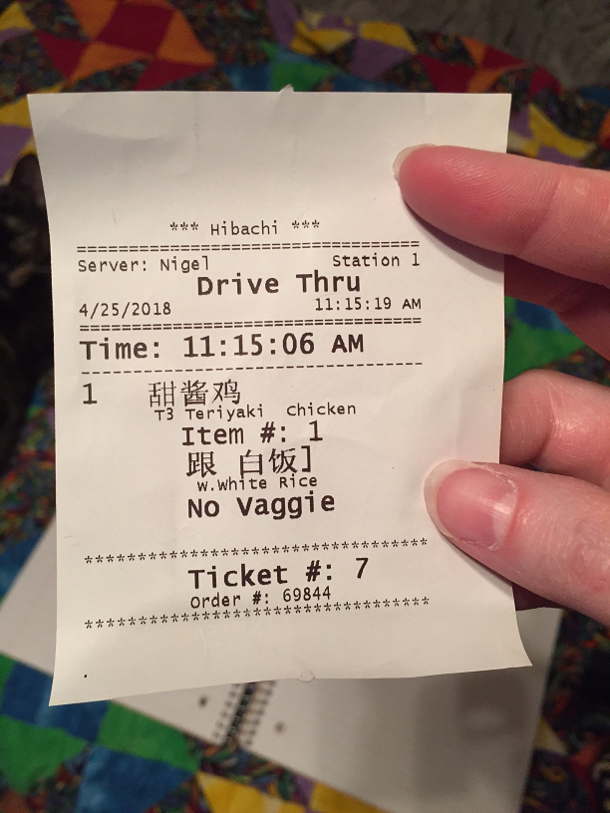 *** Hibachi ***
========================================
Server: Nigel Station 1
Drive Thru
4/25/2018 11:15:19 AM
========================================
Time: 11:15:06 AM
----------------------------------------
1 甜酱鸡
T3 Teriyaki Chicken
Item #: 1
跟 白饭]
w.White Rice
No Vaggie
****************************************
Ticket #: 7
Order #: 69844
****************************************